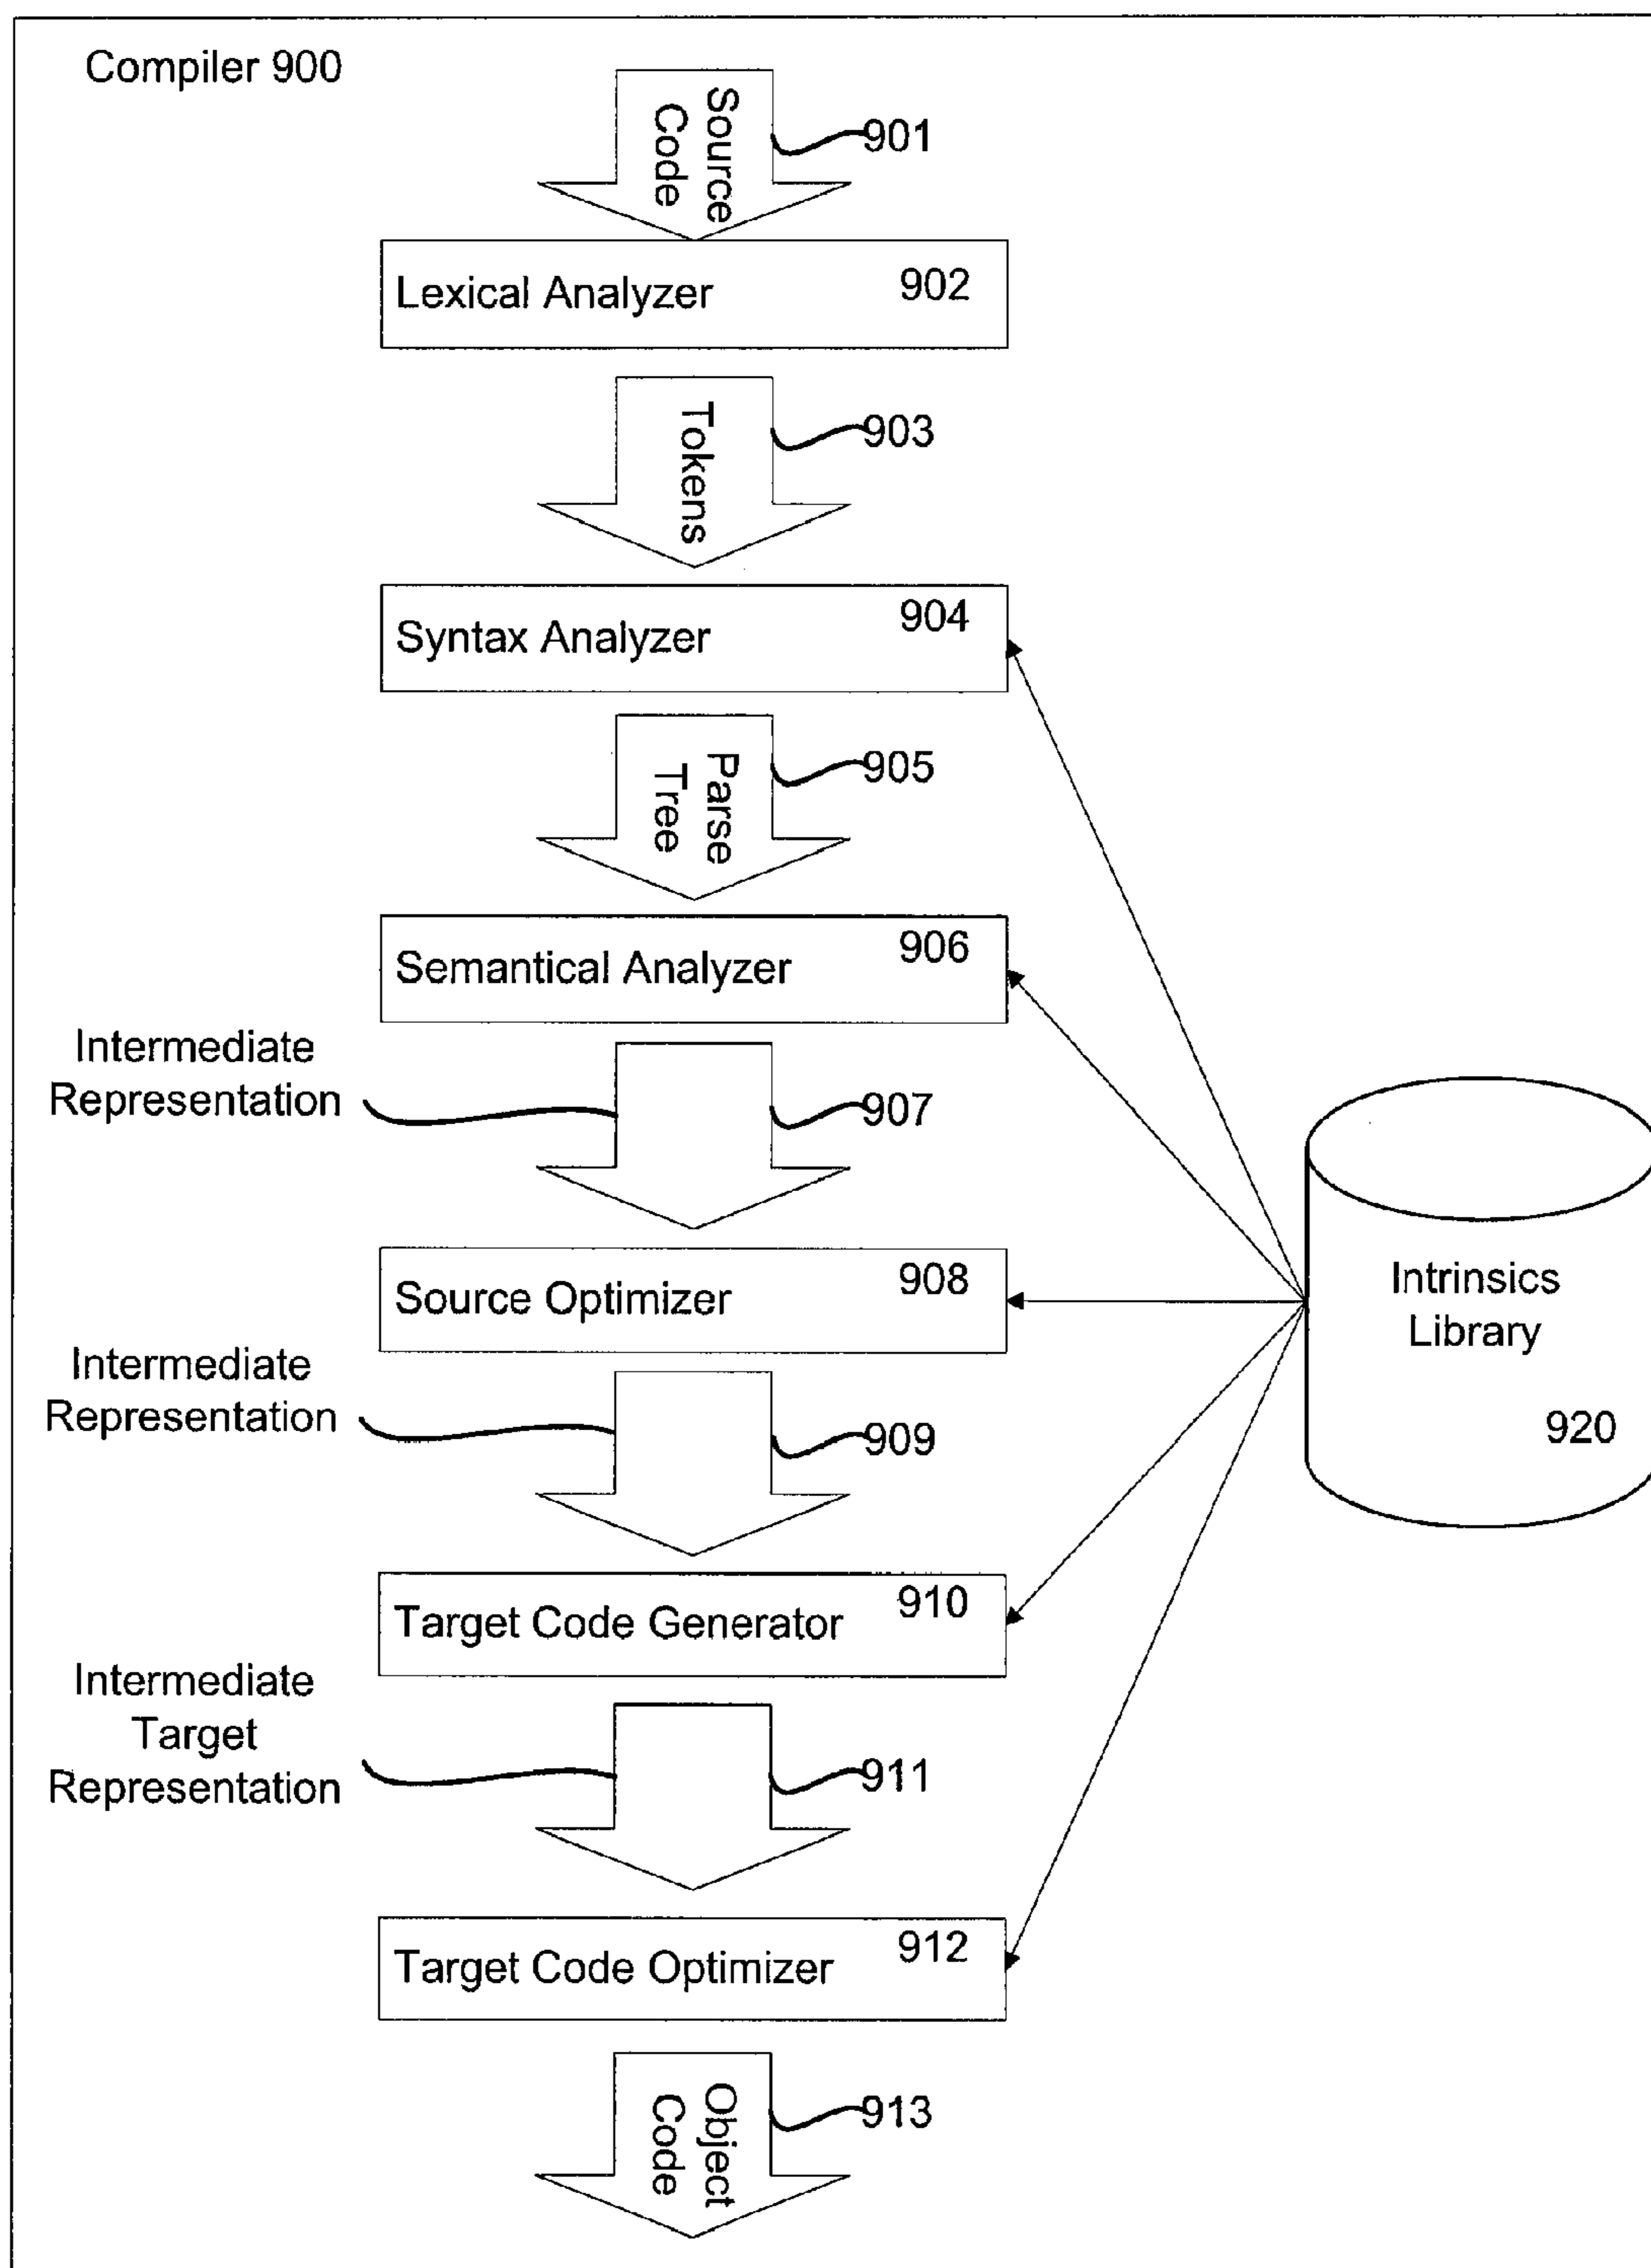 Compiler 900
Source
Code
901
Lexical Analyzer 902
Tokens
903
Syntax Analyzer 904
Parse
Tree
905
Semantical Analyzer 906
Intermediate
Representation
907
Source Optimizer 908
Intrinsics
Library
920
Intermediate
Representation
909
Target Code Generator 910
Intermediate
Target
Representation
911
Target Code Optimizer 912
Object
Code
913